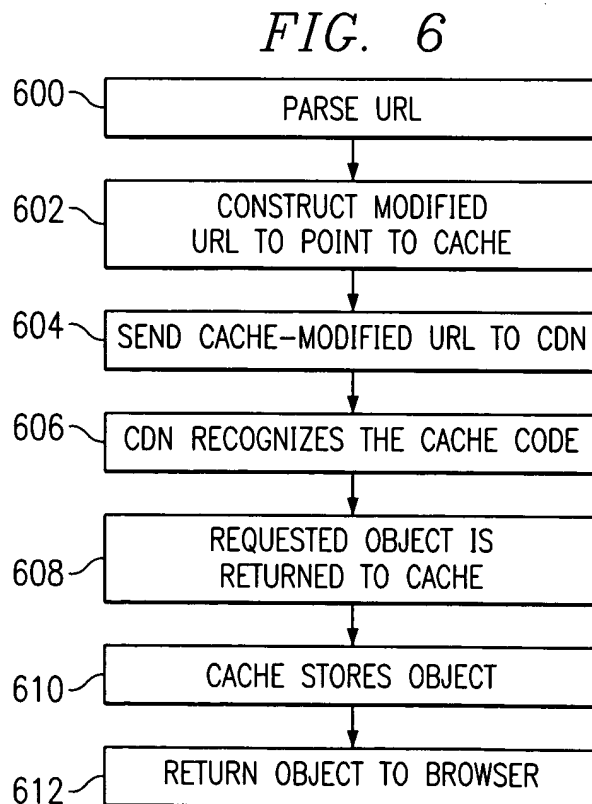 FIG. 6
600
PARSE URL
602
CONSTRUCT MODIFIED
URL TO POINT TO CACHE
604
SEND CACHE-MODIFIED URL TO CDN
606
CDN RECOGNIZES THE CACHE CODE
608
REQUESTED OBJECT IS
RETURNED TO CACHE
610
CACHE STORES OBJECT
612
RETURN OBJECT TO BROWSER